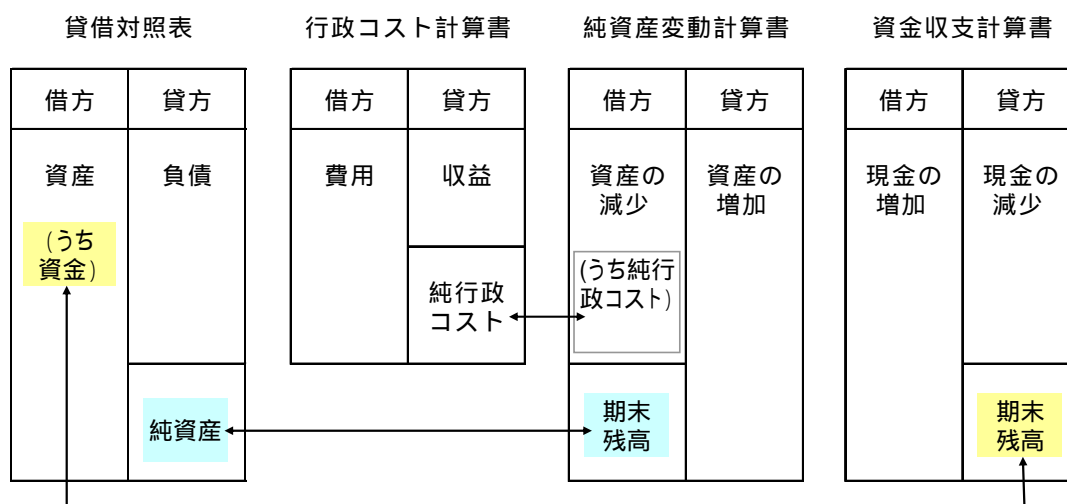 貸借対照表
借方
貸方
資産
(うち
資金)
負債
純資産
行政コスト計算書
借方
貸方
費用
収益
純行政
コスト
純資産変動計算書
借方
貸方
資産の
減少
(うち純行
政コスト)
期末
残高
資産の
増加
資金収支計算書
借方
貸方
現金の
増加
現金の
減少
期末
残高